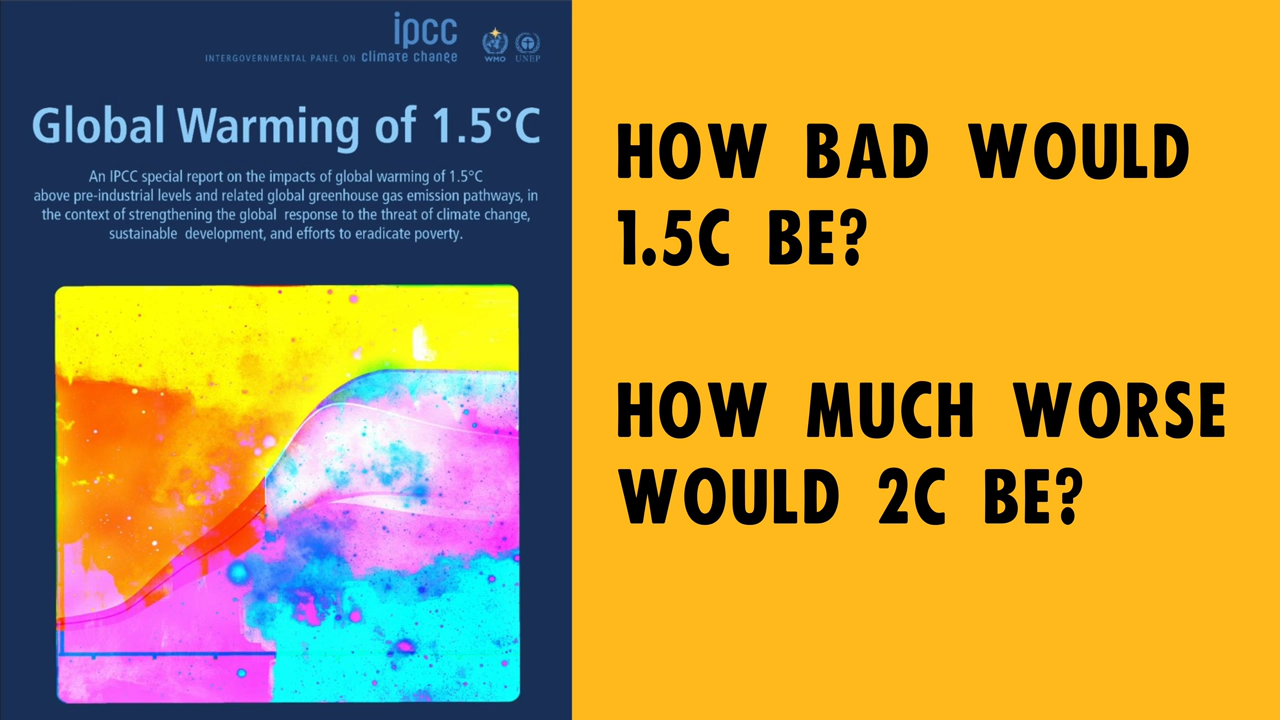 ipcc
INTERGOVERNMENTAL PANEL ON climate change
WMO UNEP
Global Warming of 1.5°C
An IPCC special report on the impacts of global warming of 1.5°C
above pre-industrial levels and related global greenhouse gas emission pathways, in
the context of strengthening the global response to the threat of climate change,
sustainable development, and efforts to eradicate poverty.
HOW BAD WOULD
1.5C BE?
HOW MUCH WORSE
WOULD 2C BE?